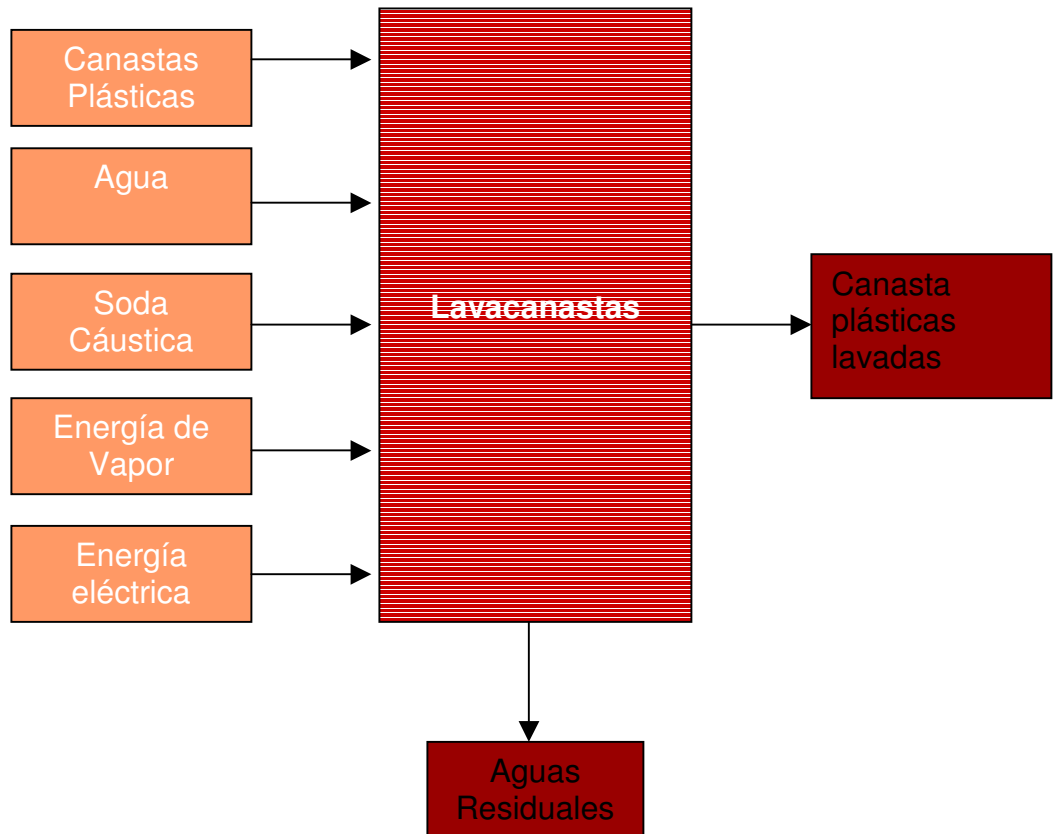 Canastas
Plásticas
Agua
Soda
Cáustica
Energía de
Vapor
Energía
eléctrica
Lavacanastas
Canasta
plásticas
lavadas
Aguas
Residuales